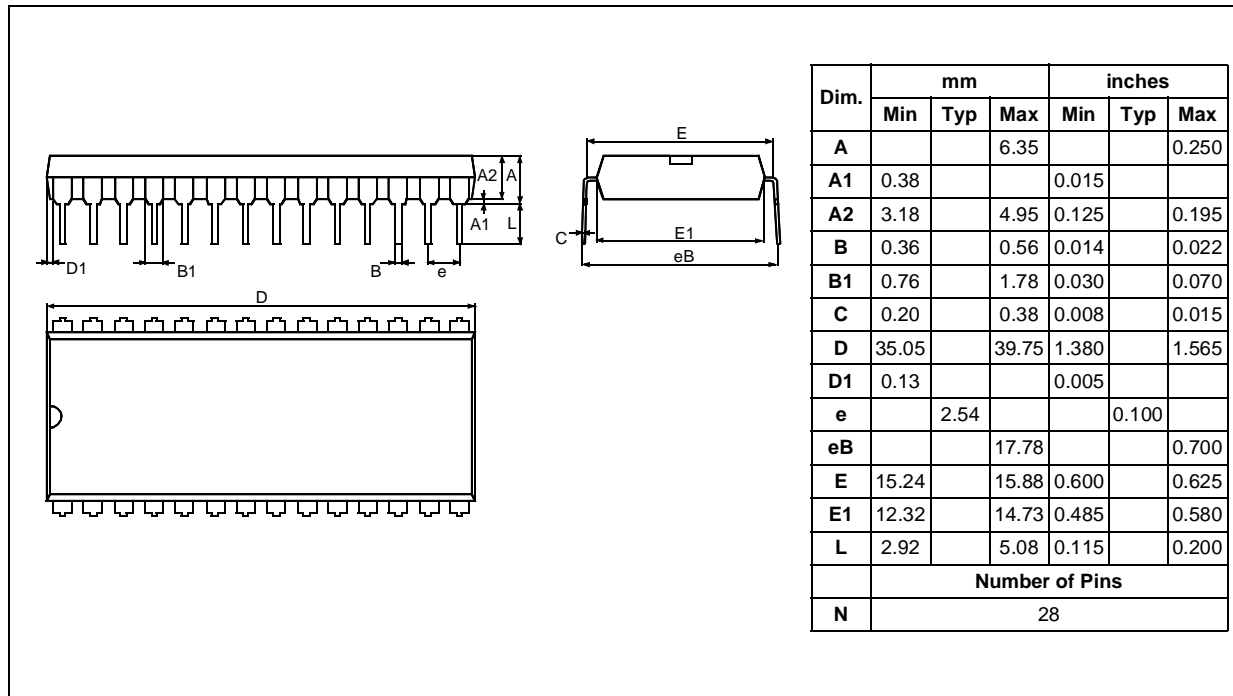 E
A2 A
A1 L
C
E1
eB
D1 B1 B e
D
Dim. mm inches
Min Typ Max Min Typ Max
A 6.35 0.250
A1 0.38 0.015
A2 3.18 4.95 0.125 0.195
B 0.36 0.56 0.014 0.022
B1 0.76 1.78 0.030 0.070
C 0.20 0.38 0.008 0.015
D 35.05 39.75 1.380 1.565
D1 0.13 0.005
e 2.54 0.100
eB 17.78 0.700
E 15.24 15.88 0.600 0.625
E1 12.32 14.73 0.485 0.580
L 2.92 5.08 0.115 0.200
Number of Pins
N 28